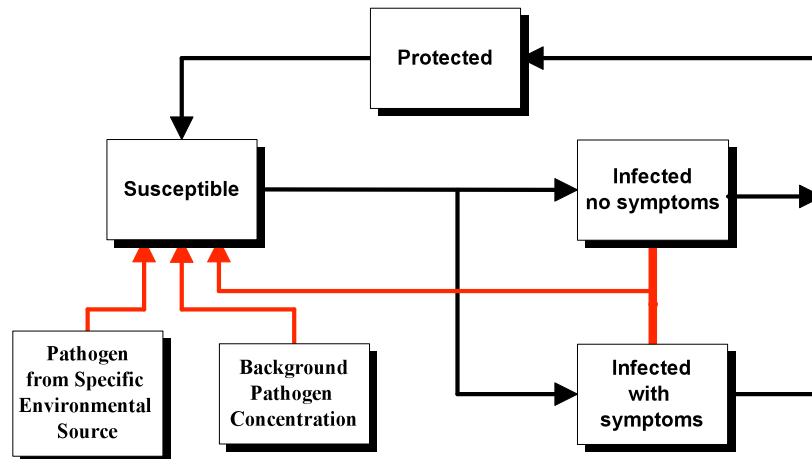 Protected
Susceptible
Infected
no symptoms
Pathogen
from Specific
Environmental
Source
Background
Pathogen
Concentration
Infected
with
symptoms